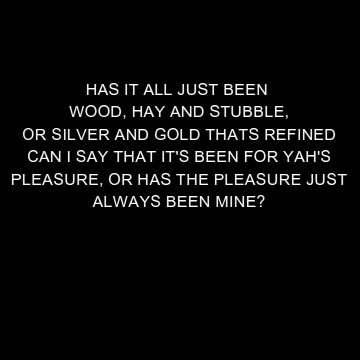 HAS IT ALL JUST BEEN
WOOD, HAY AND STUBBLE,
OR SILVER AND GOLD THATS REFINED
CAN I SAY THAT IT'S BEEN FOR YAH'S
PLEASURE, OR HAS THE PLEASURE JUST
ALWAYS BEEN MINE?